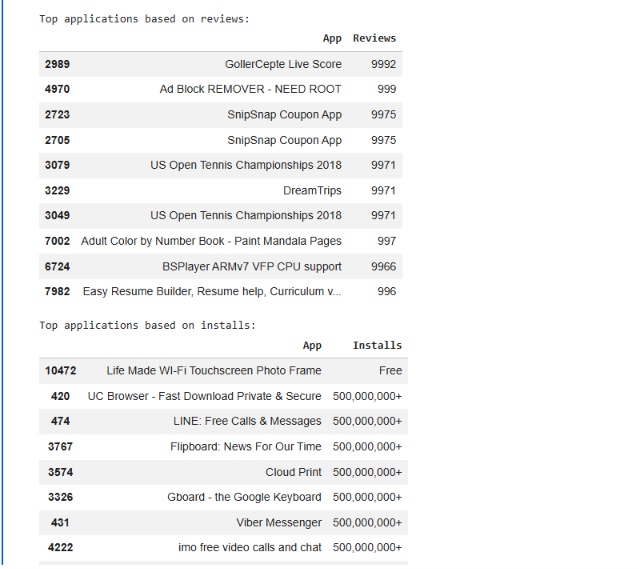 Top applications based on reviews:
App Reviews
2989 GollerCepte Live Score 9992
4970 Ad Block REMOVER - NEED ROOT 999
2723 SnipSnap Coupon App 9975
2705 SnipSnap Coupon App 9975
3079 US Open Tennis Championships 2018 9971
3229 DreamTrips 9971
3049 US Open Tennis Championships 2018 9971
7002 Adult Color by Number Book - Paint Mandala Pages 997
6724 BSPlayer ARMv7 VFP CPU support 9966
7982 Easy Resume Builder, Resume help, Curriculum v... 996
Top applications based on installs:
App Installs
10472 Life Made WI-Fi Touchscreen Photo Frame Free
420 UC Browser - Fast Download Private & Secure 500,000,000+
474 LINE: Free Calls & Messages 500,000,000+
3767 Flipboard: News For Our Time 500,000,000+
3574 Cloud Print 500,000,000+
3326 Gboard - the Google Keyboard 500,000,000+
431 Viber Messenger 500,000,000+
4222 imo free video calls and chat 500,000,000+